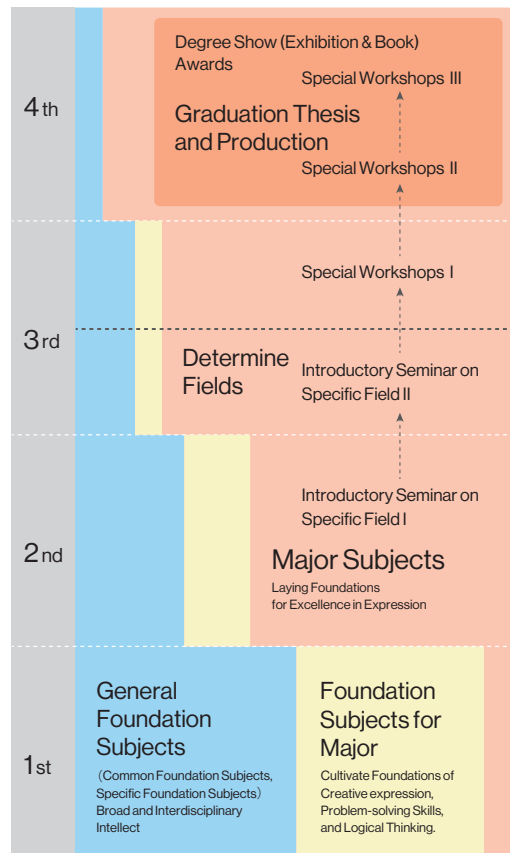 4th
Degree Show (Exhibition & Book)
Awards
Special Workshops III
Graduation Thesis
and Production
Special Workshops II
3rd
Special Workshops I
Determine
Fields
Introductory Seminar on
Specific Field II
2nd
Introductory Seminar on
Specific Field I
Major Subjects
Laying Foundations
for Excellence in Expression
1st
General
Foundation
Subjects
(Common Foundation Subjects,
Specific Foundation Subjects)
Broad and Interdisciplinary
Intellect
Foundation
Subjects for
Major
Cultivate Foundations of
Creative expression,
Problem-solving Skills,
and Logical Thinking.